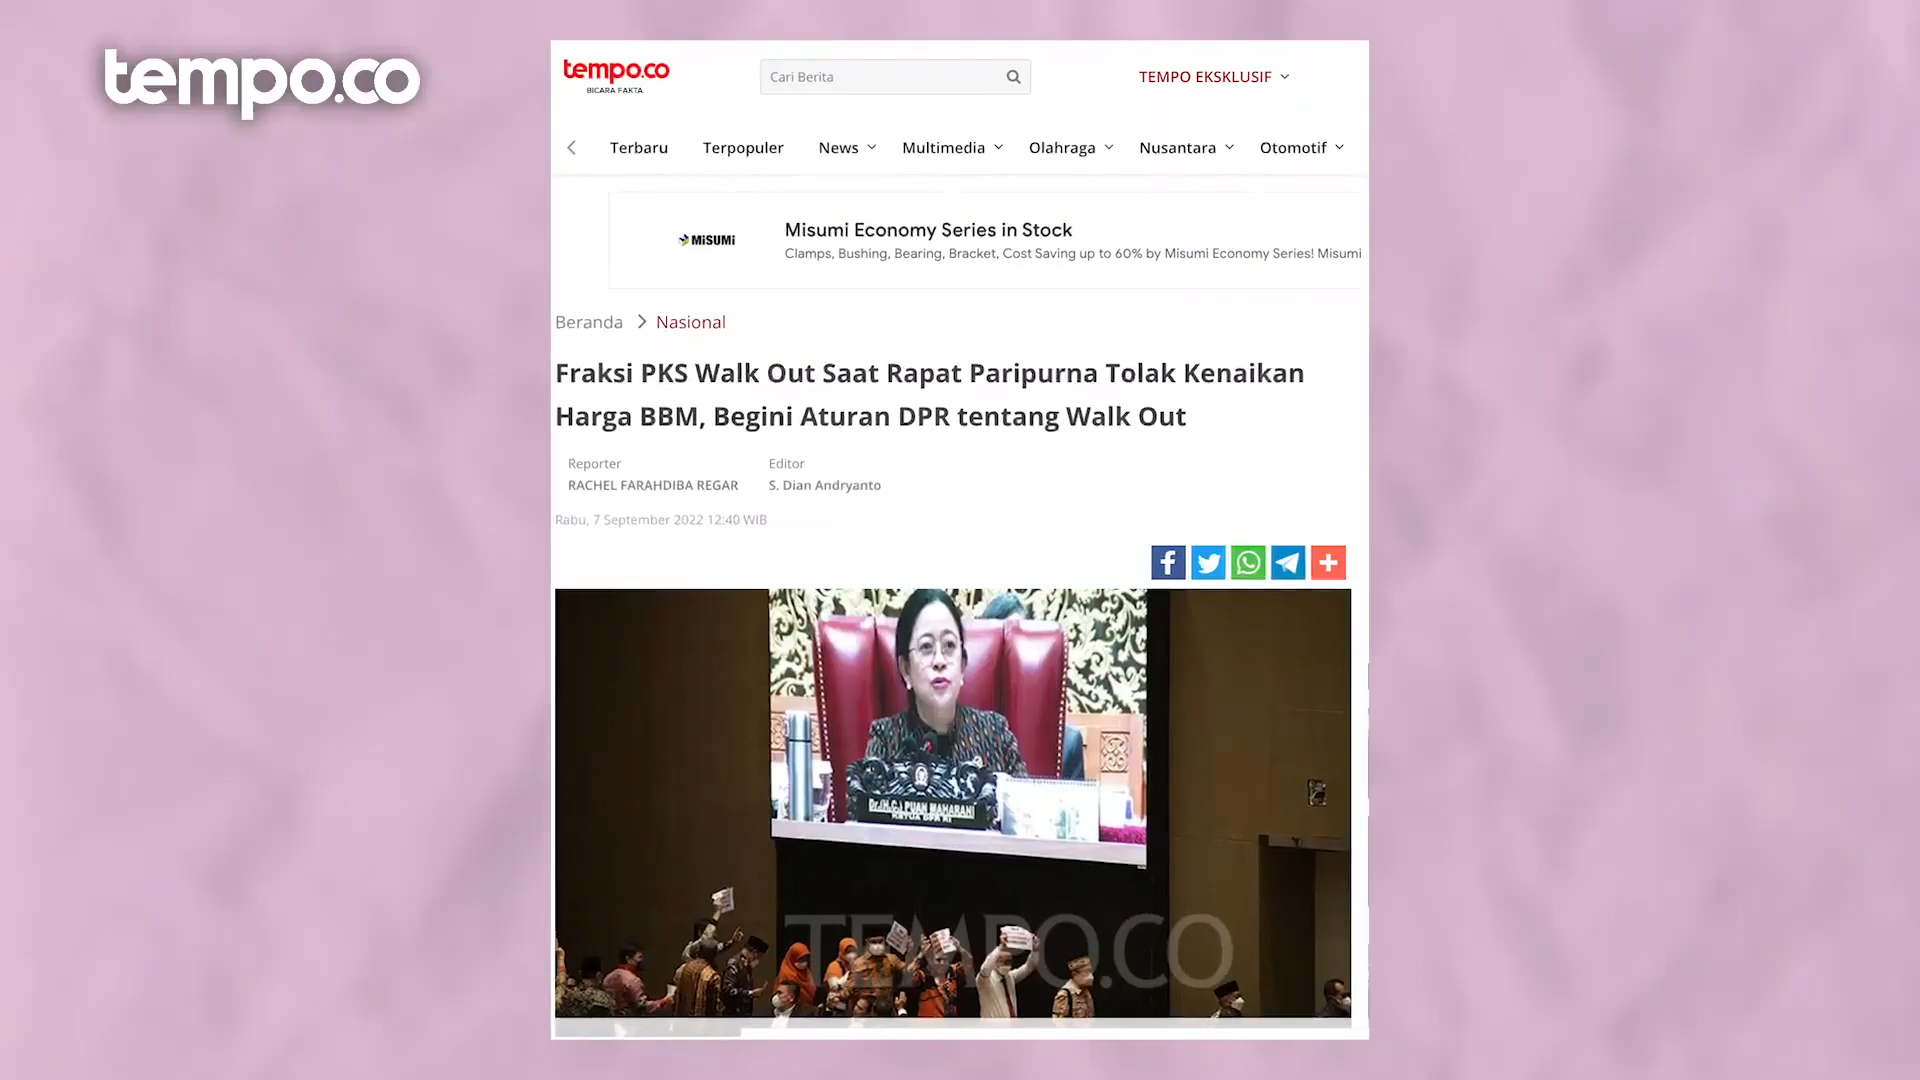 tempo.co
tempo.co
BICARA FAKTA
Cari Berita
TEMPO EKSKLUSIF
Terbaru
Terpopuler
News
Multimedia
Olahraga
Nusantara
Otomotif
MiSUMi
Misumi Economy Series in Stock
Clamps, Bushing, Bearing, Bracket, Cost Saving up to 60% by Misumi Economy Series! Misumi
Beranda
Nasional
Fraksi PKS Walk Out Saat Rapat Paripurna Tolak Kenaikan
Harga BBM, Begini Aturan DPR tentang Walk Out
Reporter
Editor
RACHEL FARAHDIBA REGAR
S. Dian Andryanto
Rabu, 7 September 2022 12:40 WIB
Dr.(H.C.) PUAN MAHARANI
KETUA DPR RI
TEMPO.CO